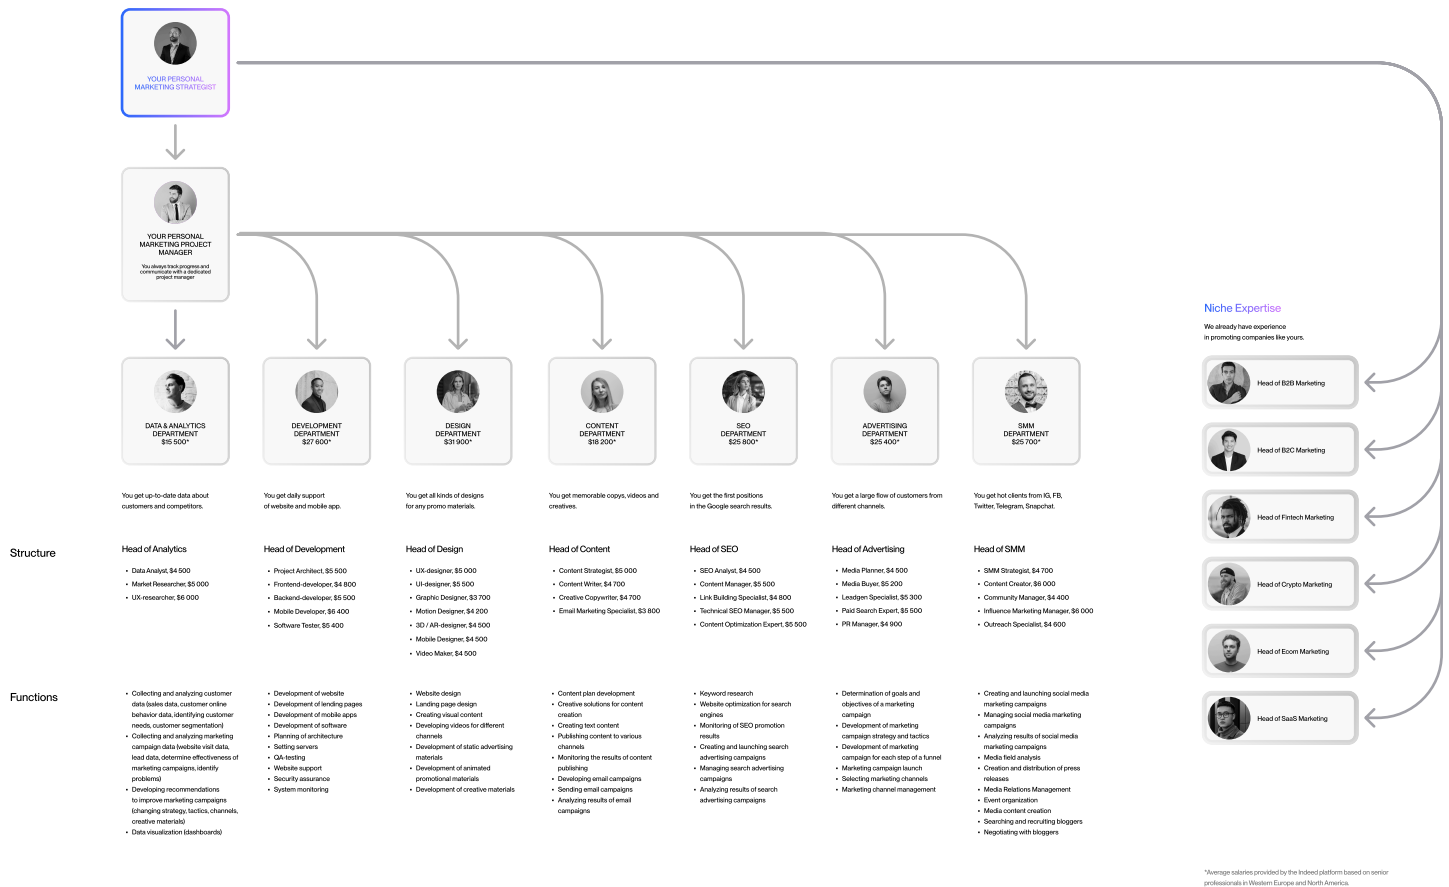 YOUR PERSONAL
MARKETING STRATEGIST
YOUR PERSONAL
MARKETING PROJECT
MANAGER
You always track progress and
communicate with a dedicated
project manager
DATA & ANALYTICS
DEPARTMENT
$15 500*
DEVELOPMENT
DEPARTMENT
$27 600*
DESIGN
DEPARTMENT
$31 900*
CONTENT
DEPARTMENT
$18 200*
SEO
DEPARTMENT
$25 800*
ADVERTISING
DEPARTMENT
$25 400*
SMM
DEPARTMENT
$25 700*
You get up-to-date data about
customers and competitors.
You get daily support
of website and mobile app.
You get all kinds of designs
for any promo materials.
You get memorable copys, videos and
creatives.
You get the first positions
in the Google search results.
You get a large flow of customers from
different channels.
You get hot clients from IG, FB,
Twitter, Telegram, Snapchat.
Structure
Head of Analytics
• Data Analyst, $4 500
• Market Researcher, $5 000
• UX-researcher, $6 000
Head of Development
• Project Architect, $5 500
• Frontend-developer, $4 800
• Backend-developer, $5 500
• Mobile Developer, $6 400
• Software Tester, $5 400
Head of Design
• UX-designer, $5 000
• UI-designer, $5 500
• Graphic Designer, $3 700
• Motion Designer, $4 200
• 3D / AR-designer, $4 500
• Mobile Designer, $4 500
• Video Maker, $4 500
Head of Content
• Content Strategist, $5 000
• Content Writer, $4 700
• Creative Copywriter, $4 700
• Email Marketing Specialist, $3 800
Head of SEO
• SEO Analyst, $4 500
• Content Manager, $5 500
• Link Building Specialist, $4 800
• Technical SEO Manager, $5 500
• Content Optimization Expert, $5 500
Head of Advertising
• Media Planner, $4 500
• Media Buyer, $5 200
• Leadgen Specialist, $5 300
• Paid Search Expert, $5 500
• PR Manager, $4 900
Head of SMM
• SMM Strategist, $4 700
• Content Creator, $6 000
• Community Manager, $4 400
• Influence Marketing Manager, $6 000
• Outreach Specialist, $4 600
Functions
• Collecting and analyzing customer
data (sales data, customer online
behavior data, identifying customer
needs, customer segmentation)
• Collecting and analyzing marketing
campaign data (website visit data,
lead data, determine effectiveness of
marketing campaigns, identify
problems)
• Developing recommendations
to improve marketing campaigns
(changing strategy, tactics, channels,
creative materials)
• Data visualization (dashboards)
• Development of website
• Development of lending pages
• Development of mobile apps
• Development of software
• Planning of architecture
• Setting servers
• QA-testing
• Website support
• Security assurance
• System monitoring
• Website design
• Landing page design
• Creating visual content
• Developing videos for different
channels
• Development of static advertising
materials
• Development of animated
promotional materials
• Development of creative materials
• Content plan development
• Creative solutions for content
creation
• Creating text content
• Publishing content to various
channels
• Monitoring the results of content
publishing
• Developing email campaigns
• Sending email campaigns
• Analyzing results of email
campaigns
• Keyword research
• Website optimization for search
engines
• Monitoring of SEO promotion
results
• Creating and launching search
advertising campaigns
• Managing search advertising
campaigns
• Analyzing results of search
advertising campaigns
• Determination of goals and
objectives of a marketing
campaign
• Development of marketing
campaign strategy and tactics
• Development of marketing
campaign for each step of a funnel
• Marketing campaign launch
• Selecting marketing channels
• Marketing channel management
• Creating and launching social media
marketing campaigns
• Managing social media marketing
campaigns
• Analyzing results of social media
marketing campaigns
• Media field analysis
• Creation and distribution of press
releases
• Media Relations Management
• Event organization
• Media content creation
• Searching and recruiting bloggers
• Negotiating with bloggers
Niche Expertise
We already have experience
in promoting companies like yours.
Head of B2B Marketing
Head of B2C Marketing
Head of Fintech Marketing
Head of Crypto Marketing
Head of Ecom Marketing
Head of SaaS Marketing
*Average salaries provided by the Indeed platform based on senior
professionals in Western Europe and North America.